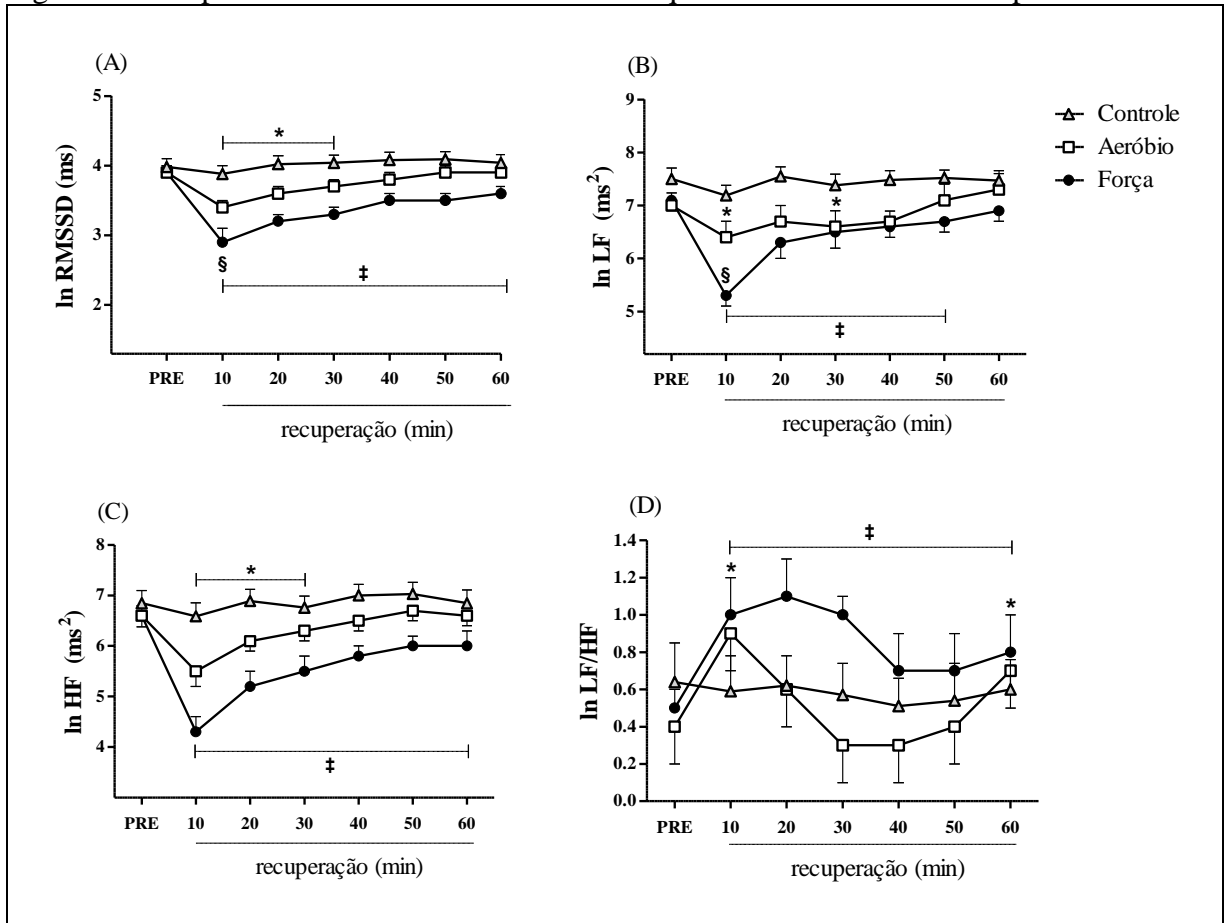 (A)
5
4
3
2
ln RMSSD (ms)
*
§
‡
PRE 10 20 30 40 50 60
recuperação (min)
(B)
9
8
7
6
5
ln LF (ms²)
* *
§
‡
PRE 10 20 30 40 50 60
recuperação (min)
Controle
Aeróbio
Força
(C)
8
7
6
5
4
ln HF (ms²)
*
‡
PRE 10 20 30 40 50 60
recuperação (min)
(D)
1.4
1.2
1.0
0.8
0.6
0.4
0.2
0.0
ln LF/HF
‡
* *
PRE 10 20 30 40 50 60
recuperação (min)